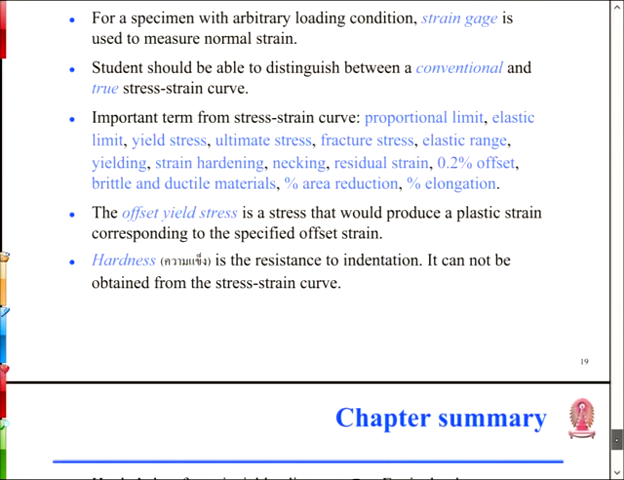 • For a specimen with arbitrary loading condition, strain gage is
used to measure normal strain.
• Student should be able to distinguish between a conventional and
true stress-strain curve.
• Important term from stress-strain curve: proportional limit, elastic
limit, yield stress, ultimate stress, fracture stress, elastic range,
yielding, strain hardening, necking, residual strain, 0.2% offset,
brittle and ductile materials, % area reduction, % elongation.
• The offset yield stress is a stress that would produce a plastic strain
corresponding to the specified offset strain.
• Hardness (ความแข็ง) is the resistance to indentation. It can not be
obtained from the stress-strain curve.
19
Chapter summary